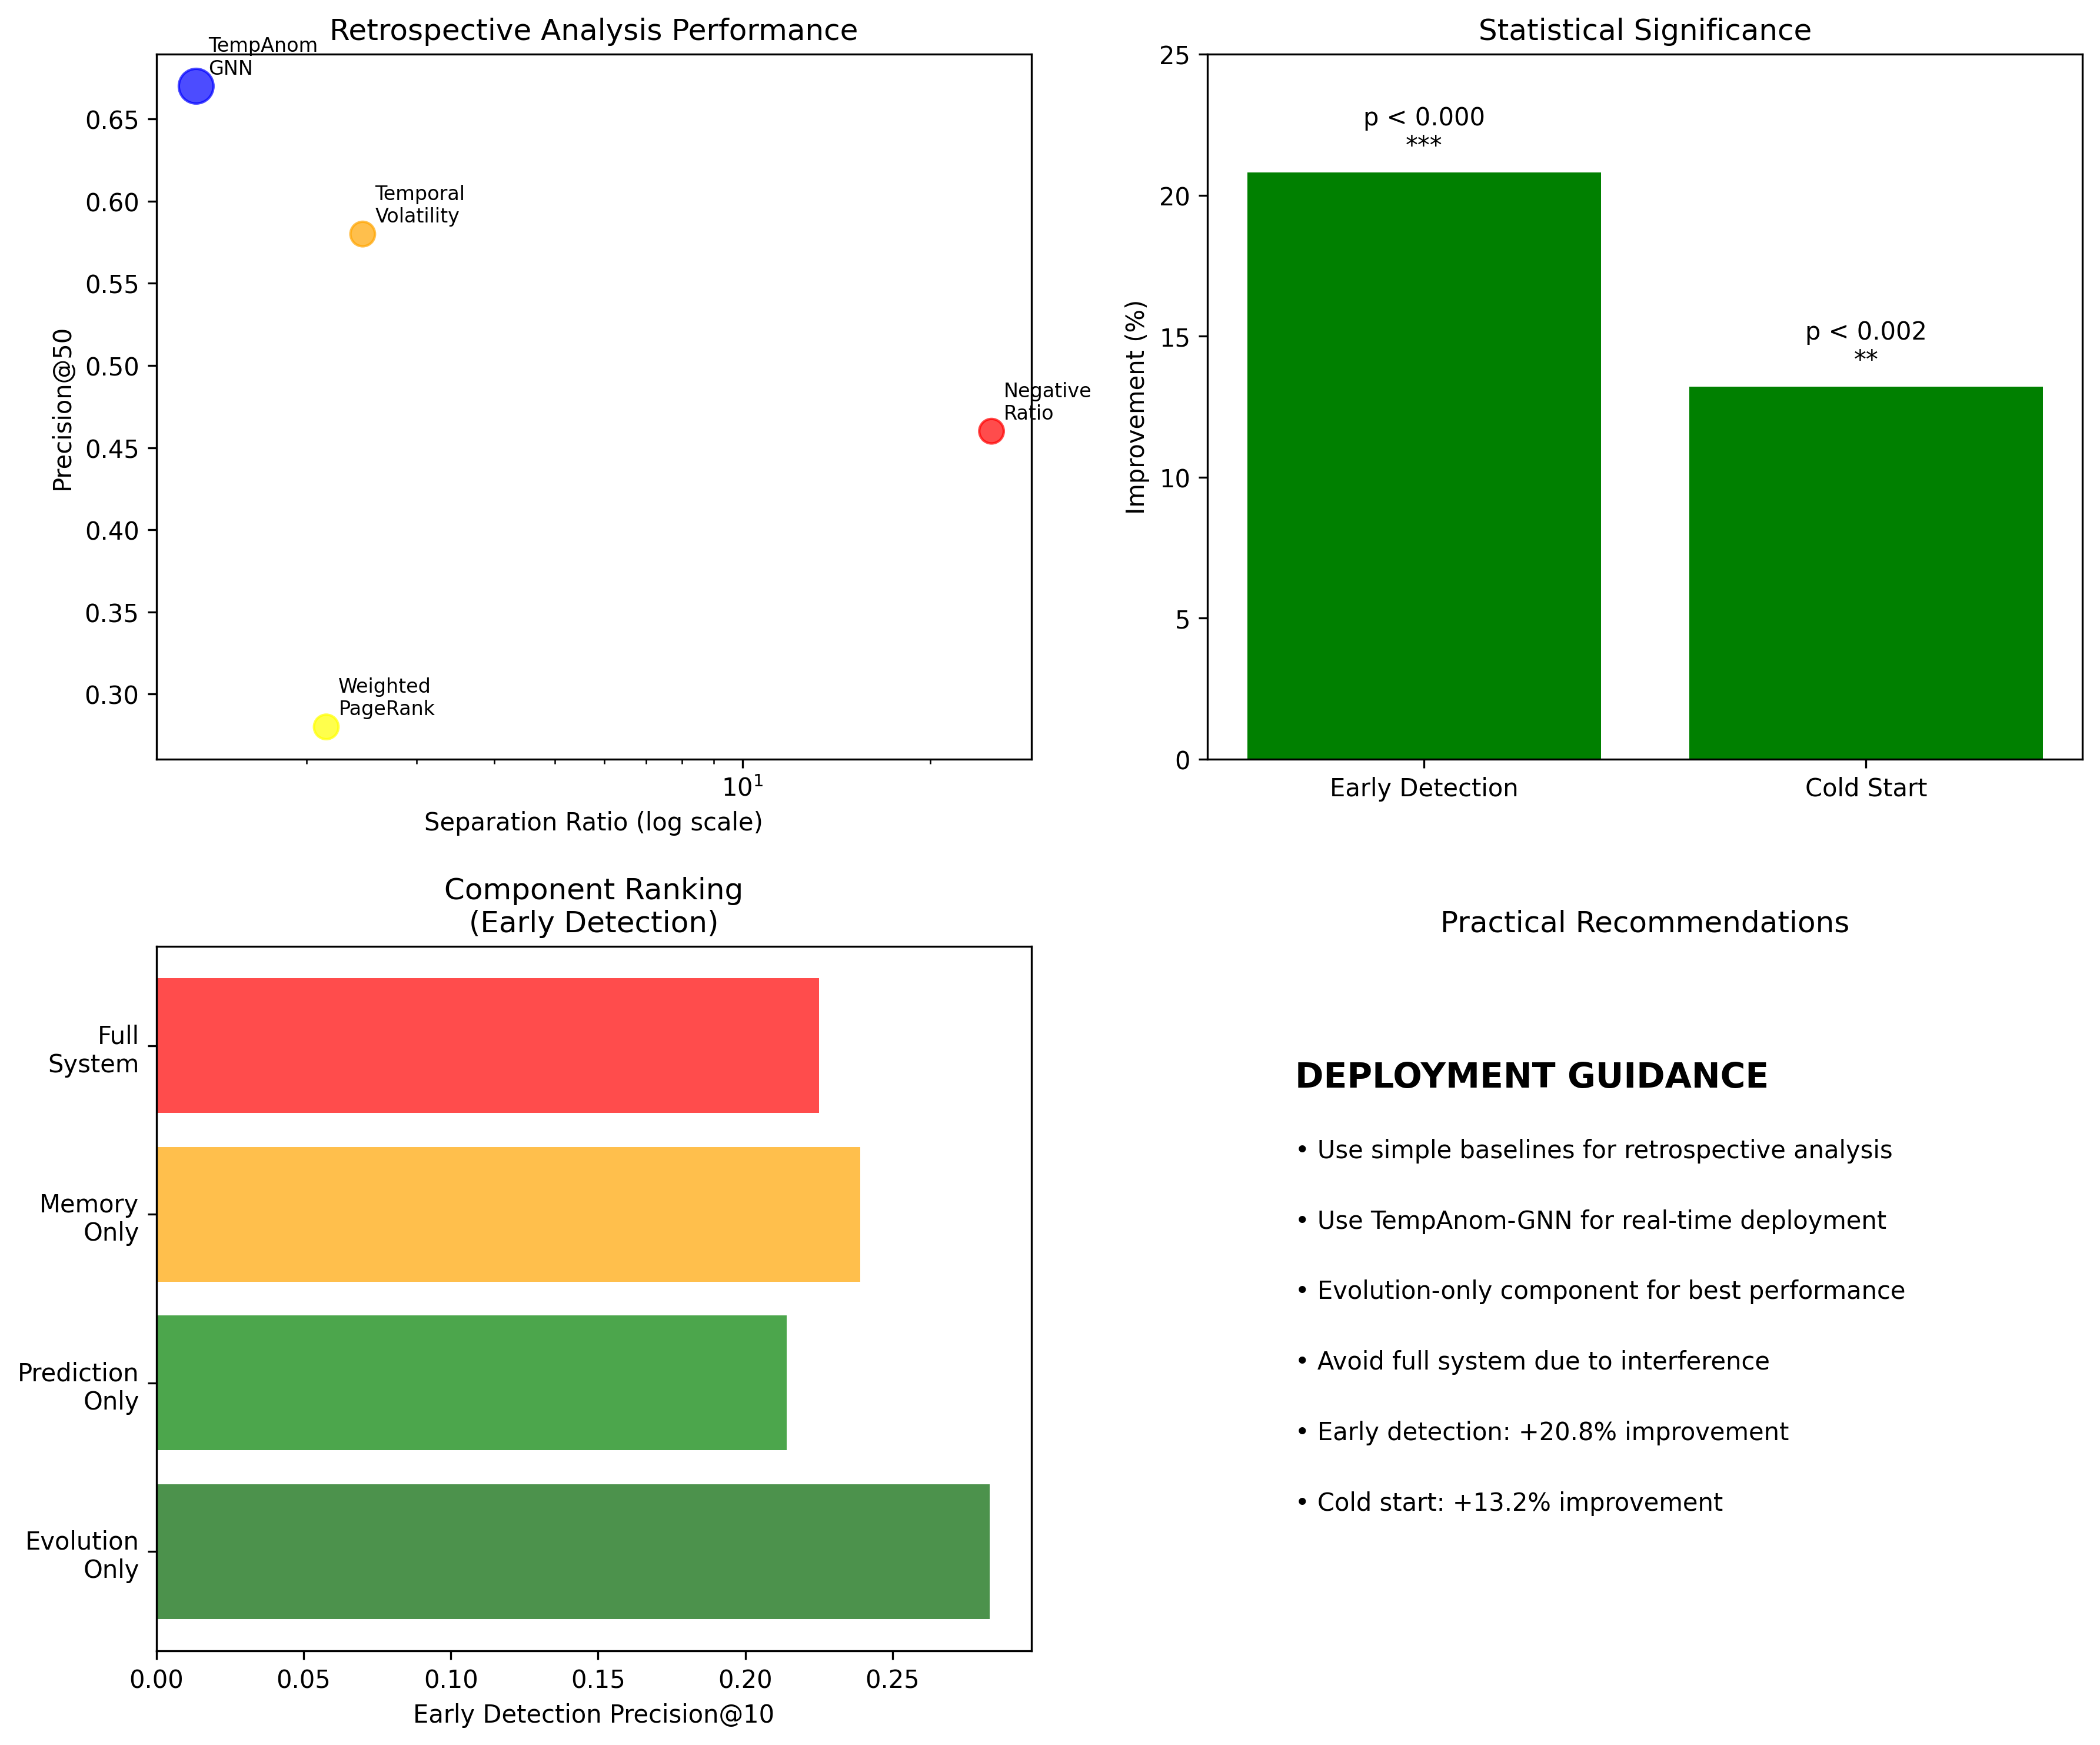 Retrospective Analysis Performance
TempAnom
GNN
Temporal
Volatility
Negative
Ratio
Weighted
PageRank
0.65
0.60
0.55
0.50
0.45
0.40
0.35
0.30
Precision@50
10¹
Separation Ratio (log scale)
Statistical Significance
25
20
15
10
5
0
Improvement (%)
p < 0.000
***
p < 0.002
**
Early Detection
Cold Start
Component Ranking
(Early Detection)
Full
System
Memory
Only
Prediction
Only
Evolution
Only
0.00 0.05 0.10 0.15 0.20 0.25
Early Detection Precision@10
Practical Recommendations
DEPLOYMENT GUIDANCE
• Use simple baselines for retrospective analysis
• Use TempAnom-GNN for real-time deployment
• Evolution-only component for best performance
• Avoid full system due to interference
• Early detection: +20.8% improvement
• Cold start: +13.2% improvement